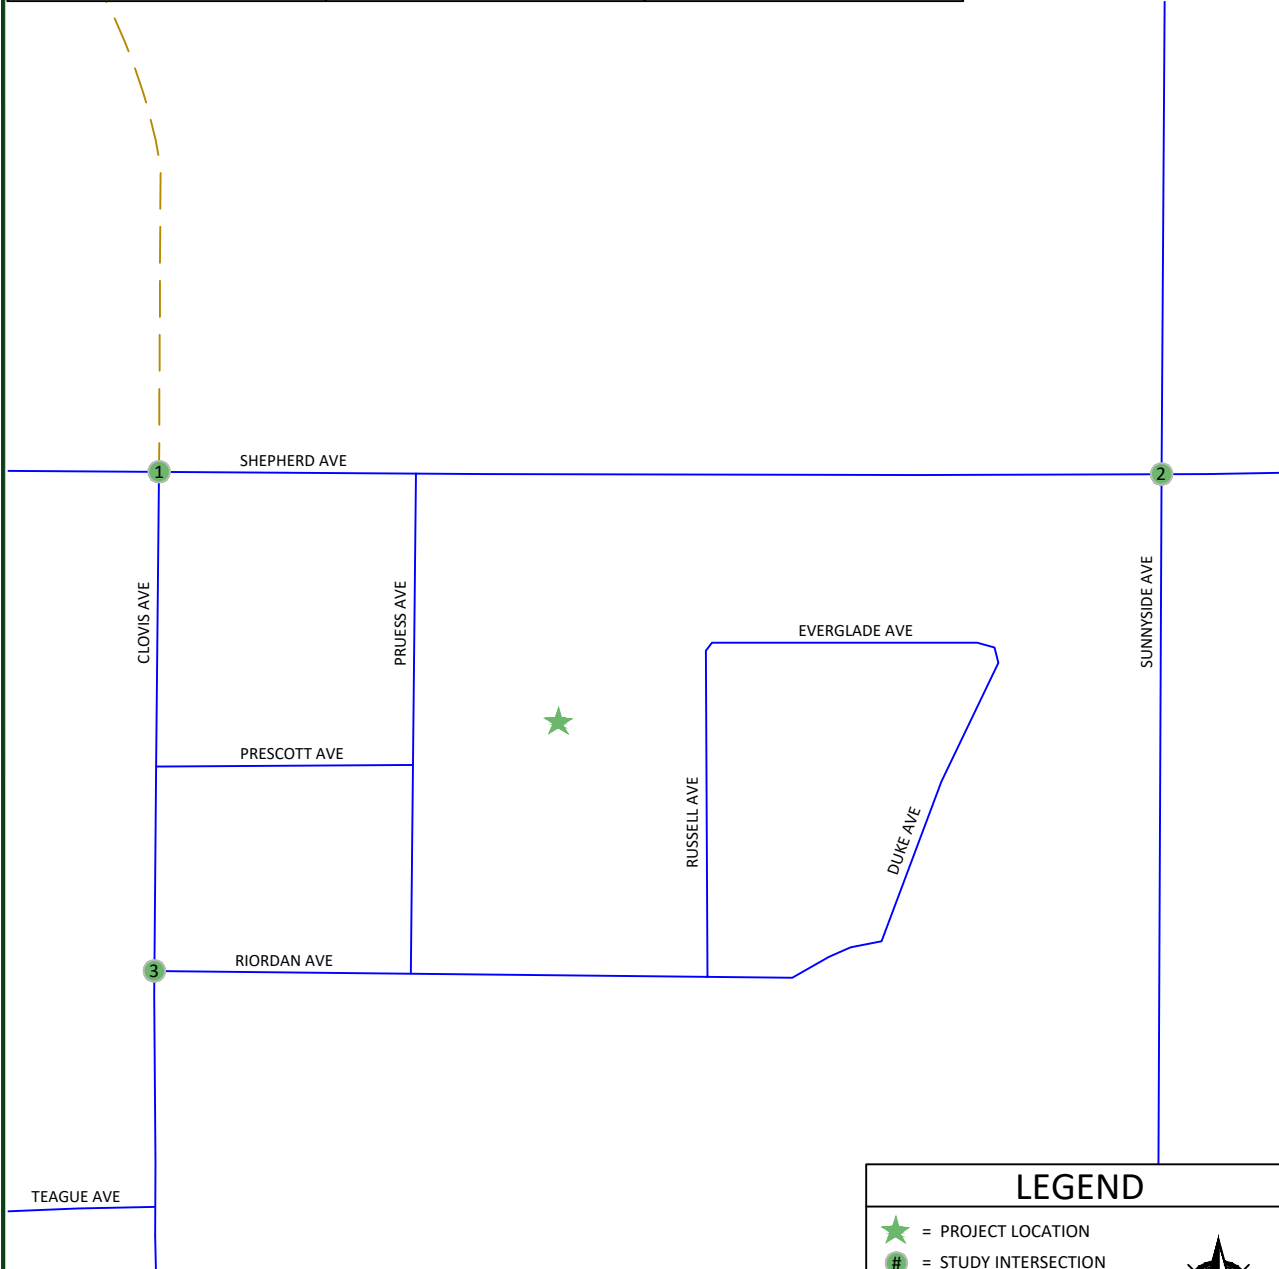 SHEPHERD AVE
1
2
CLOVIS AVE
PRUESS AVE
SUNNYSIDE AVE
EVERGLADE AVE
PRESCOTT AVE
RUSSELL AVE
DUKE AVE
RIORDAN AVE
3
TEAGUE AVE
LEGEND
= PROJECT LOCATION
# = STUDY INTERSECTION